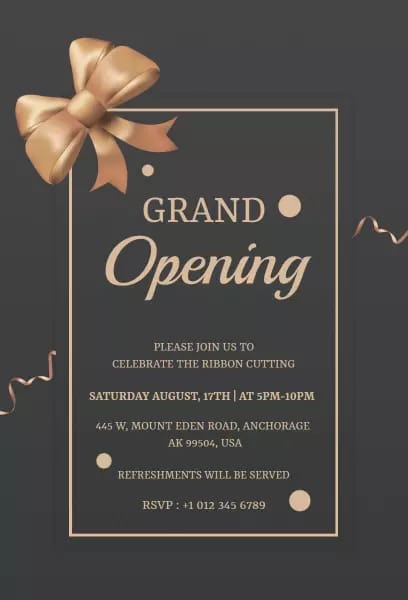 GRAND
Opening
PLEASE JOIN US TO
CELEBRATE THE RIBBON CUTTING
SATURDAY AUGUST, 17TH | AT 5PM-10PM
445 W, MOUNT EDEN ROAD, ANCHORAGE
AK 99504, USA
REFRESHMENTS WILL BE SERVED
RSVP : +1 012 345 6789